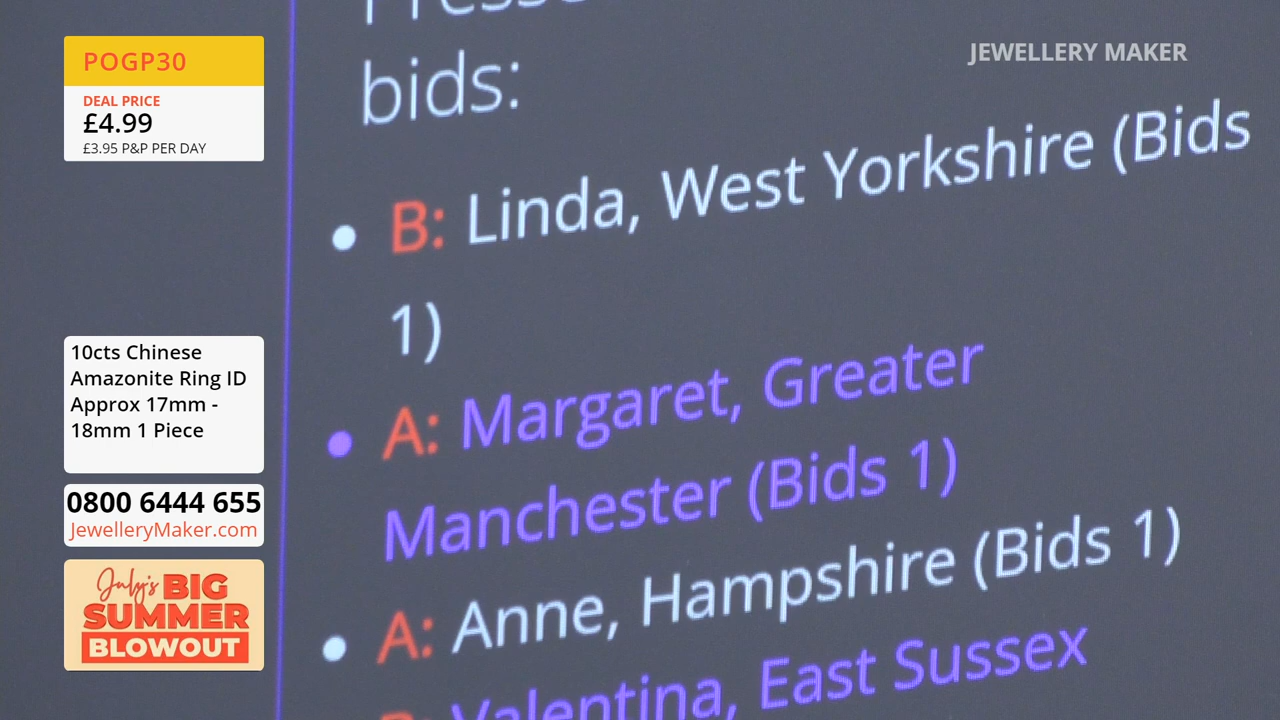 POGP30
DEAL PRICE
£4.99
£3.95 P&P PER DAY
10cts Chinese
Amazonite Ring ID
Approx 17mm -
18mm 1 Piece
0800 6444 655
JewelleryMaker.com
July's BIG
SUMMER
BLOWOUT
JEWELLERY MAKER
bids:
B: Linda, West Yorkshire (Bids
1)
A: Margaret, Greater
Manchester (Bids 1)
A: Anne, Hampshire (Bids 1)
Valentina, East Sussex